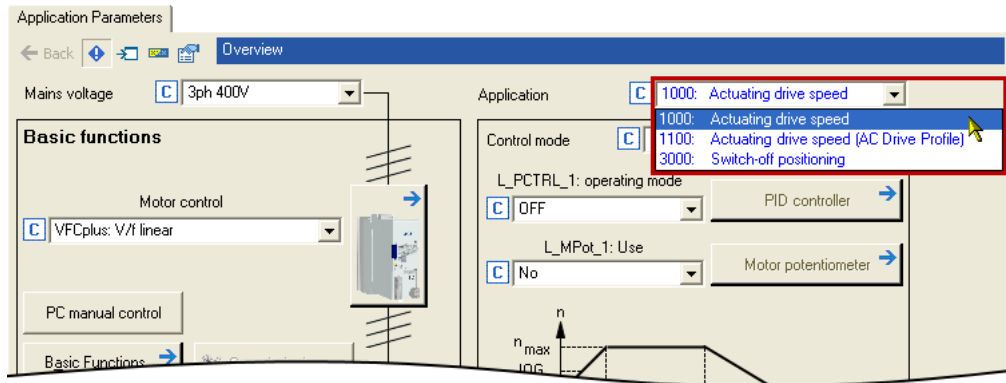 Application Parameters
Back
Overview
Mains voltage
C
3ph 400V
Application
C
1000: Actuating drive speed
1000: Actuating drive speed
1100: Actuating drive speed (AC Drive Profile)
3000: Switch-off positioning
Basic functions
Motor control
C
VFCplus: V/f linear
PC manual control
Basic Functions
Control mode
C
L_PCTRL_1: operating mode
C
OFF
PID controller
L_MPot_1: Use
C
No
Motor potentiometer
n
n max
JOG